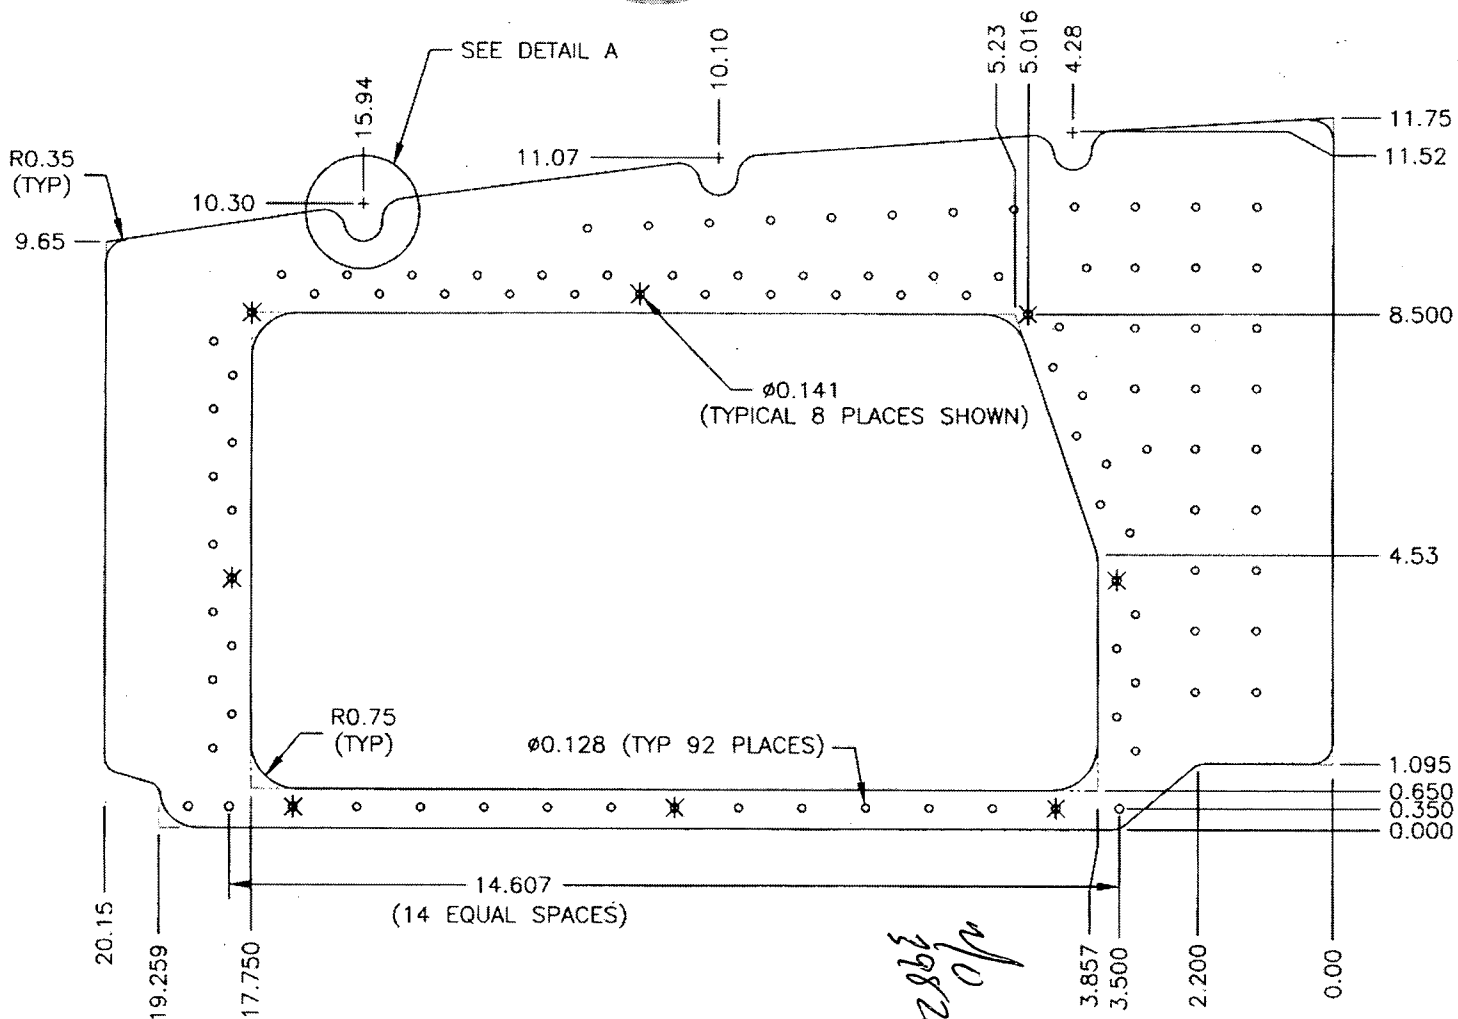 SEE DETAIL A
15.94
10.10
5.23
5.016
4.28
R0.35
(TYP)
11.07
11.75
11.52
10.30
9.65
8.500
ø0.141
(TYPICAL 8 PLACES SHOWN)
4.53
R0.75
(TYP)
ø0.128 (TYP 92 PLACES)
1.095
0.650
0.350
0.000
14.607
(14 EQUAL SPACES)
20.15
19.259
17.750
3.857
3.500
2.200
0.00